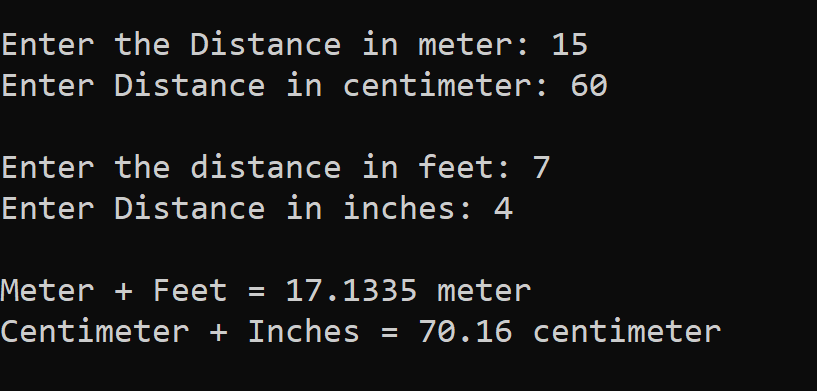 Enter the Distance in meter: 15
Enter Distance in centimeter: 60
Enter the distance in feet: 7
Enter Distance in inches: 4
Meter + Feet = 17.1335 meter
Centimeter + Inches = 70.16 centimeter